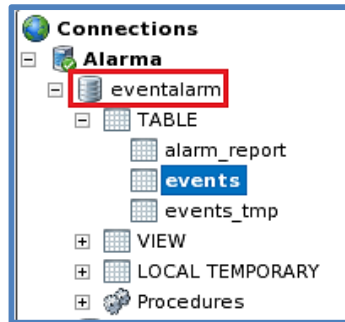 Connections
Alarma
eventalarm
TABLE
alarm_report
events
events_tmp
VIEW
LOCAL TEMPORARY
Procedures